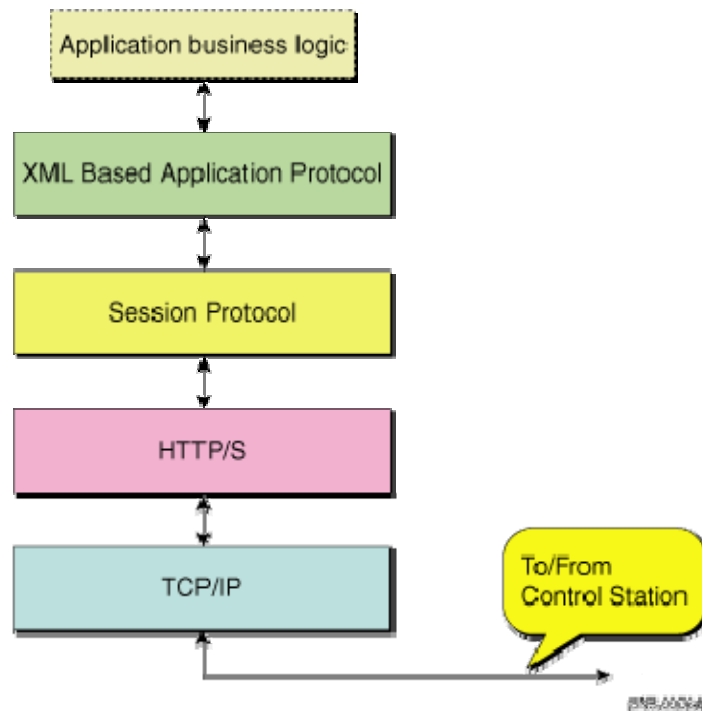 Application business logic
XML Based Application Protocol
Session Protocol
HTTP/S
TCP/IP
To/From
Control Station